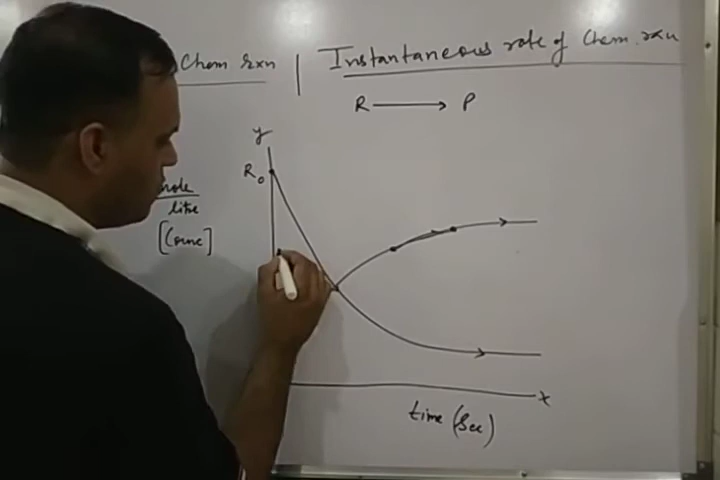 Chem rxn | Instantaneous rate of Chem. rxn
R → P
y
R₀
mole
litre
[Conc]
x
time (Sec)